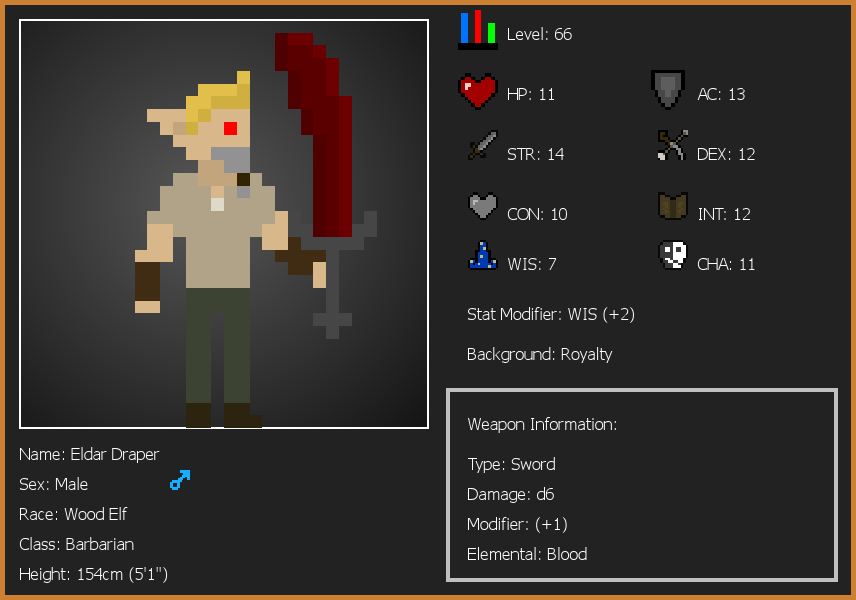 Level: 66
HP: 11
AC: 13
STR: 14
DEX: 12
CON: 10
INT: 12
WIS: 7
CHA: 11
Stat Modifier: WIS (+2)
Background: Royalty
Weapon Information:
Type: Sword
Damage: d6
Modifier: (+1)
Elemental: Blood
Name: Eldar Draper
Sex: Male
Race: Wood Elf
Class: Barbarian
Height: 154cm (5'1")